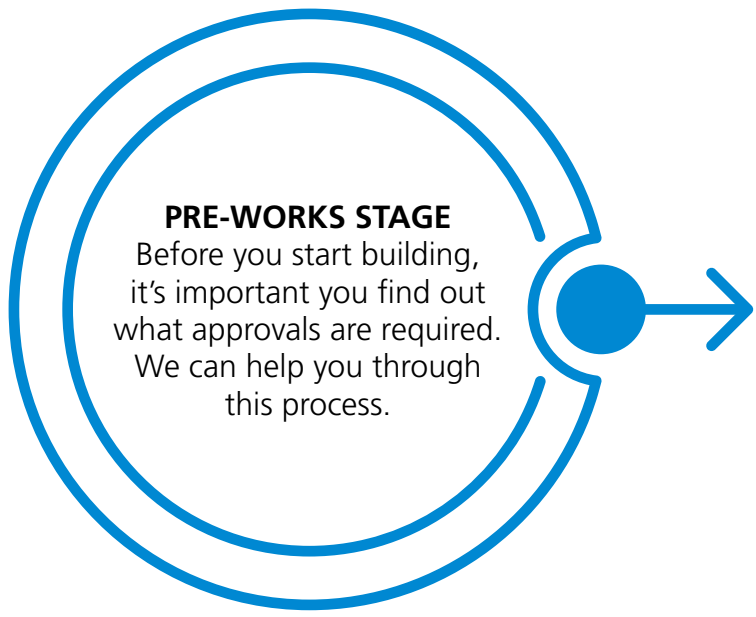 PRE-WORKS STAGE
Before you start building,
it’s important you find out
what approvals are required.
We can help you through
this process.